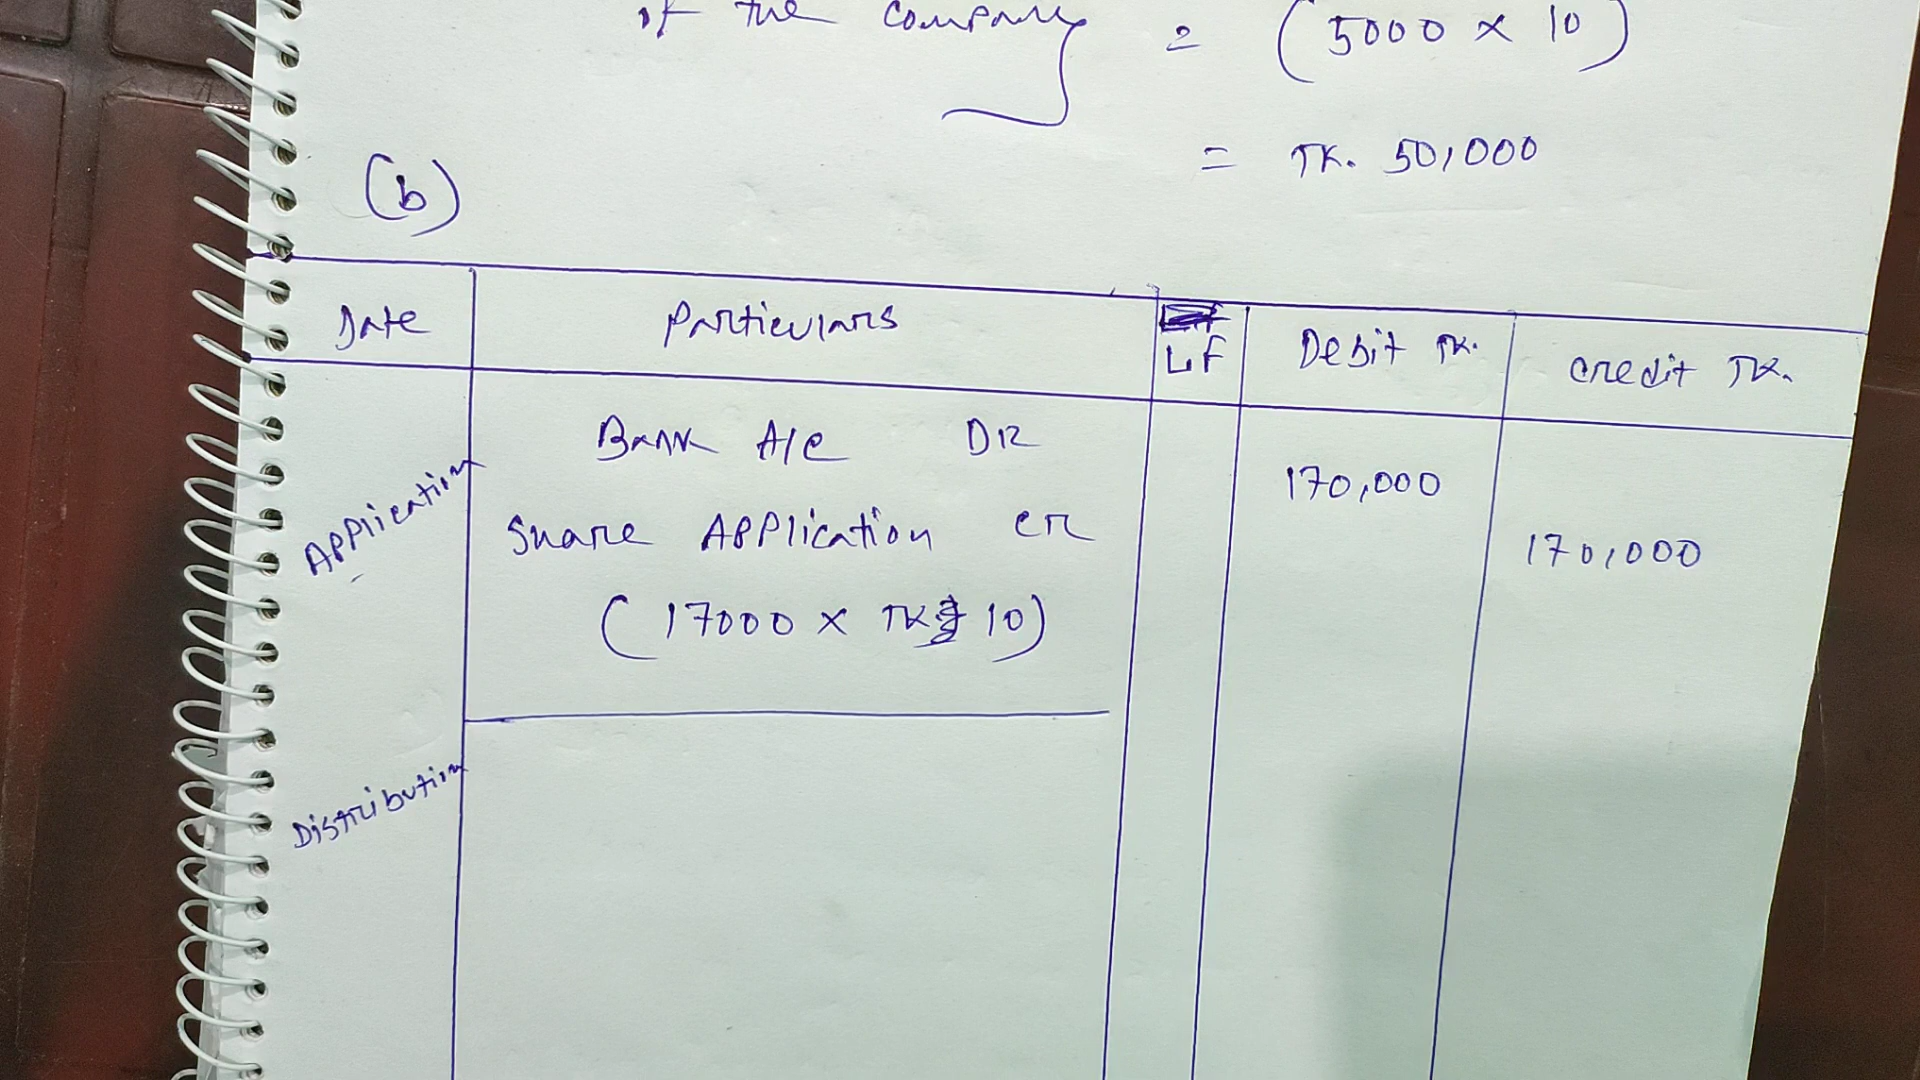 of the company = (5000 x 10)
= TK. 50,000
(b)
Date Particulars L.F Debit TK. Credit TK.
Application Bank A/C DR 170,000
Share Application CR 170,000
(17000 x TK 10)
Distribution